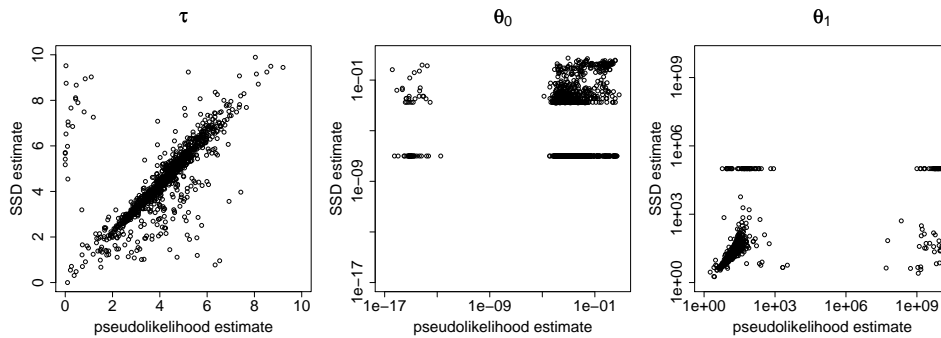 τ
θ0
θ1
SSD estimate
10
8
6
4
2
0
0 2 4 6 8 10
pseudolikelihood estimate
SSD estimate
1e−01
1e−09
1e−17
1e−17 1e−09 1e−01
pseudolikelihood estimate
SSD estimate
1e+09
1e+06
1e+03
1e+00
1e+00 1e+03 1e+06 1e+09
pseudolikelihood estimate